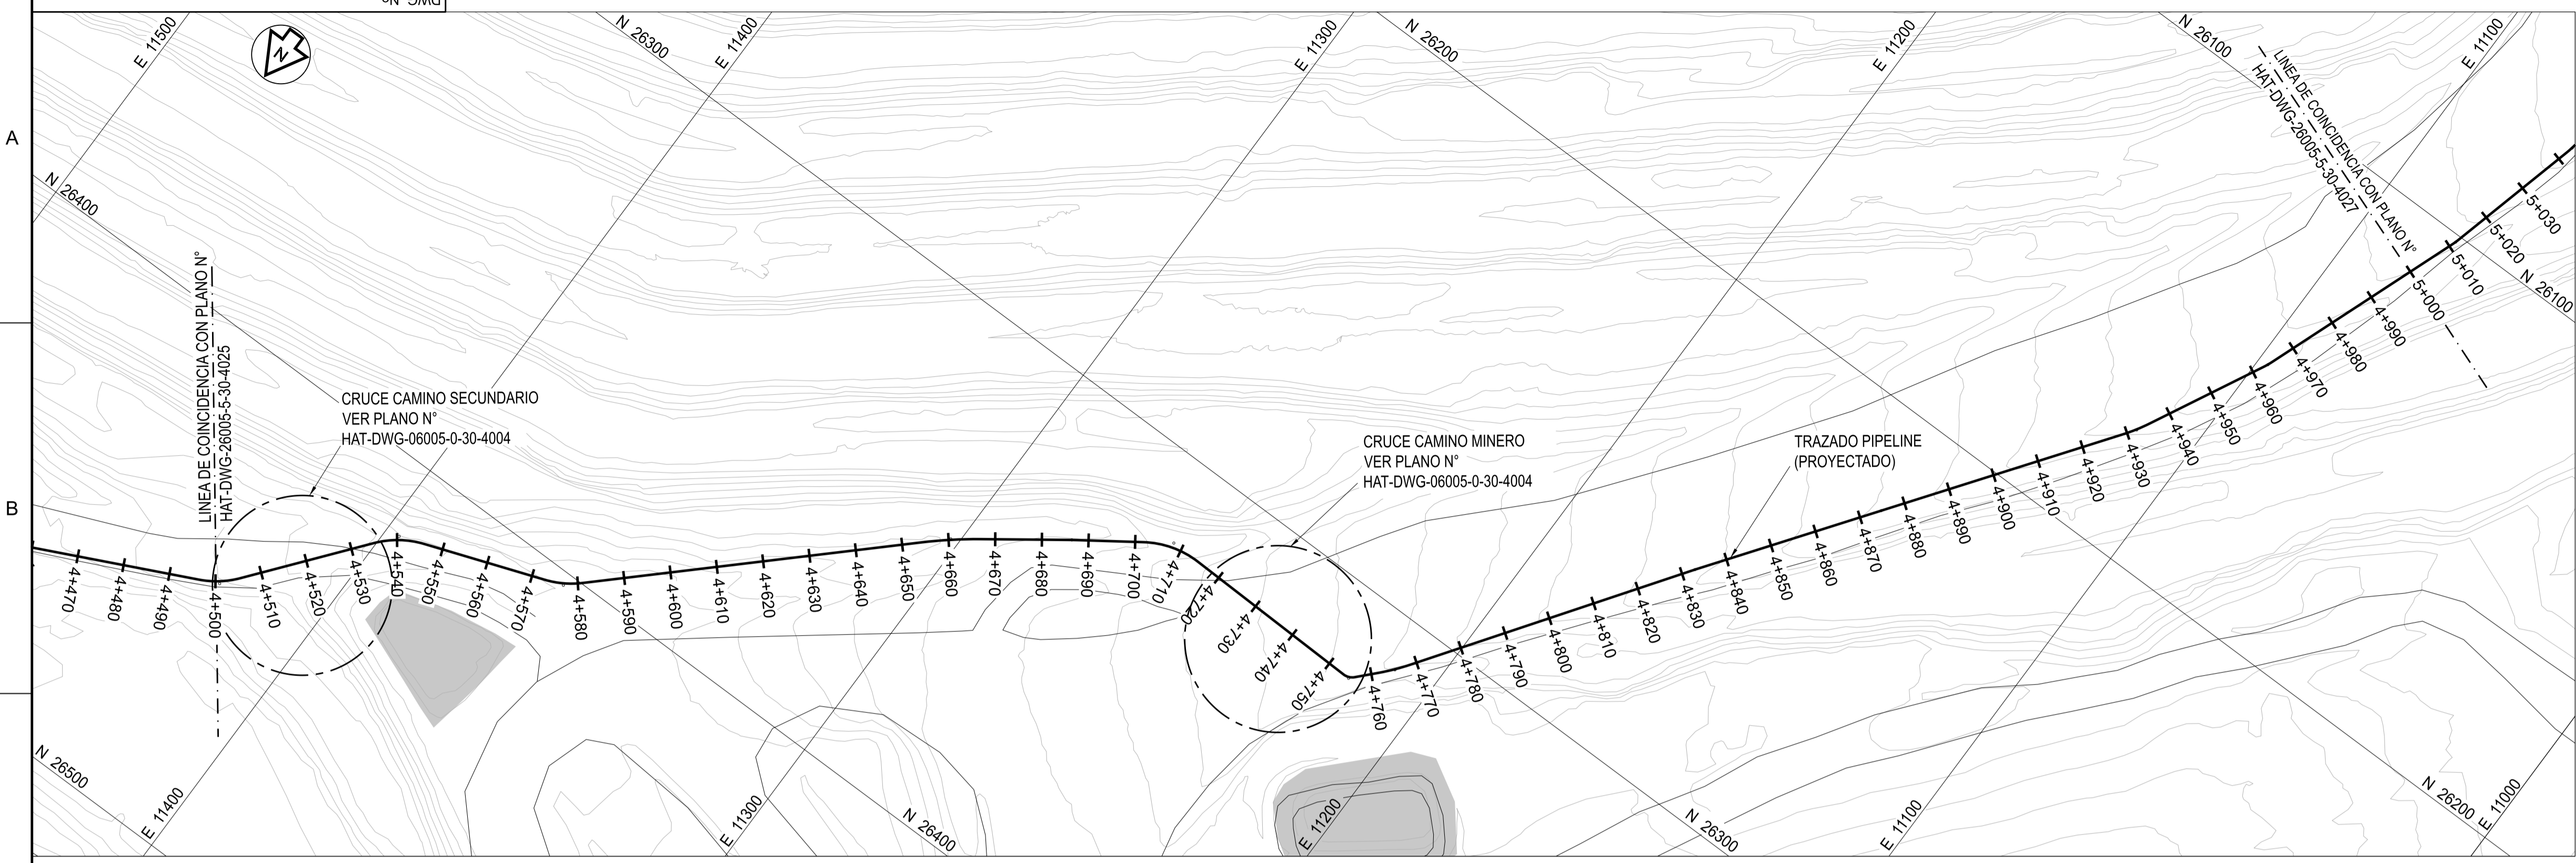 DWG Nº
N
A
B
E 11500
E 11400
E 11300
E 11200
E 11100
N 26300
N 26200
N 26100
N 26400
N 26500
E 11400
E 11300
E 11200
E 11100
E 11000
N 26400
N 26300
N 26200
N 26100
LINEA DE COINCIDENCIA CON PLANO N°
HAT-DWG-26005-5-30-4025
CRUCE CAMINO SECUNDARIO
VER PLANO N°
HAT-DWG-06005-0-30-4004
CRUCE CAMINO MINERO
VER PLANO N°
HAT-DWG-06005-0-30-4004
TRAZADO PIPELINE
(PROYECTADO)
LINEA DE COINCIDENCIA CON PLANO N°
HAT-DWG-26005-5-30-4027
4+470
4+480
4+490
4+500
4+510
4+520
4+530
4+540
4+550
4+560
4+570
4+580
4+590
4+600
4+610
4+620
4+630
4+640
4+650
4+660
4+670
4+680
4+690
4+700
4+710
4+720
4+730
4+740
4+750
4+760
4+770
4+780
4+790
4+800
4+810
4+820
4+830
4+840
4+850
4+860
4+870
4+880
4+890
4+900
4+910
4+920
4+930
4+940
4+950
4+960
4+970
4+980
4+990
5+000
5+010
5+020
5+030